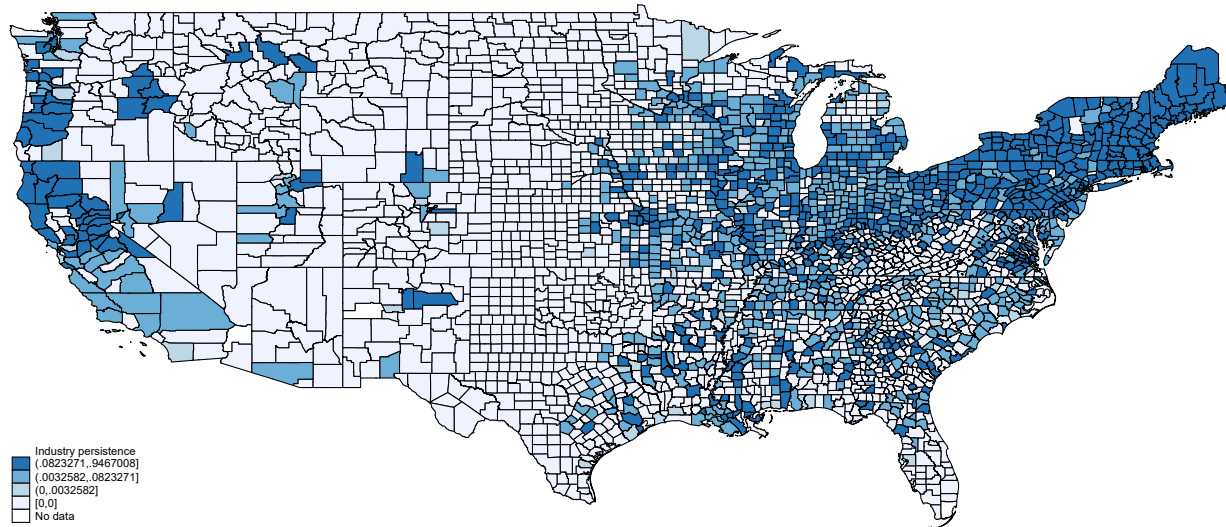 Industry persistence
(.0823271,.9467008]
(.0032582,.0823271]
(0,.0032582]
[0,0]
No data